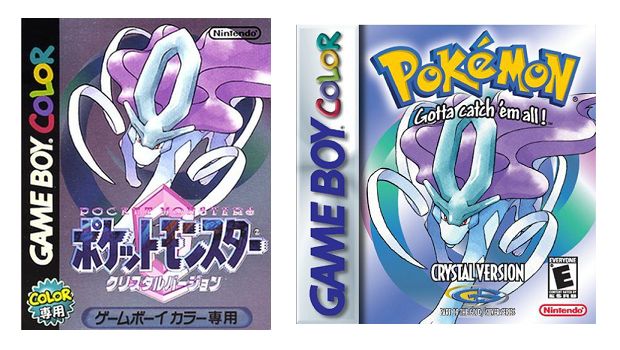 GAME BOY COLOR
Nintendo
POCKET MONSTERS
ポケットモンスター
クリスタルバージョン
COLOR
専用
ゲームボーイカラー専用
GAME BOY COLOR
POKéMON
Gotta catch 'em all!
CRYSTAL VERSION
GS
EVERYONE
E
Nintendo